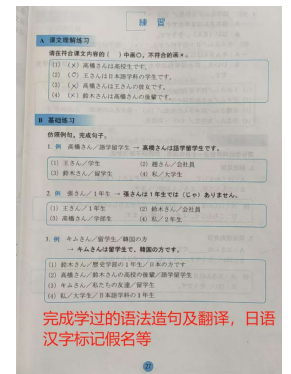 練習
A 课文理解练习
请在符合课文内容的( )中画○,不符合的画×。
(1)(×)高橋さんは高校生です。
(2)(○)王さんは日本語学科の学生です。
(3)(×)高橋さんは王さんの彼女です。
(4)(×)鈴木さんは高橋さんの後輩です。
B 基础练习
仿照例句,完成句子。
1. 例 高橋さん/語学留学生 → 高橋さんは語学留学生です。
(1) 王さん/学生 (2) 趙さん/会社員
(3) 鈴木さん/留学生 (4) 私/大学生
2. 例 張さん/1年生 → 張さんは1年生では(じゃ)ありません。
(1) 王さん/1年生 (2) 鈴木さん/会社員
(3) 高橋さん/学部生 (4) 私/2年生
3. 例 キムさん/留学生/韓国の方
→ キムさんは留学生で、韓国の方です。
(1) 鈴木さん/歴史学部の1年生/日本の方です
(2) 高橋さん/鈴木さんの高校の後輩/語学留学生
(3) キムさん/私たちの友達/留学生
(4) 私/大学生/日本語学科の1年生
完成学过的语法造句及翻译,日语
汉字标记假名等
27